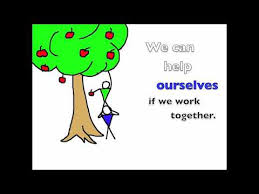 We can
help
ourselves
if we work
together.